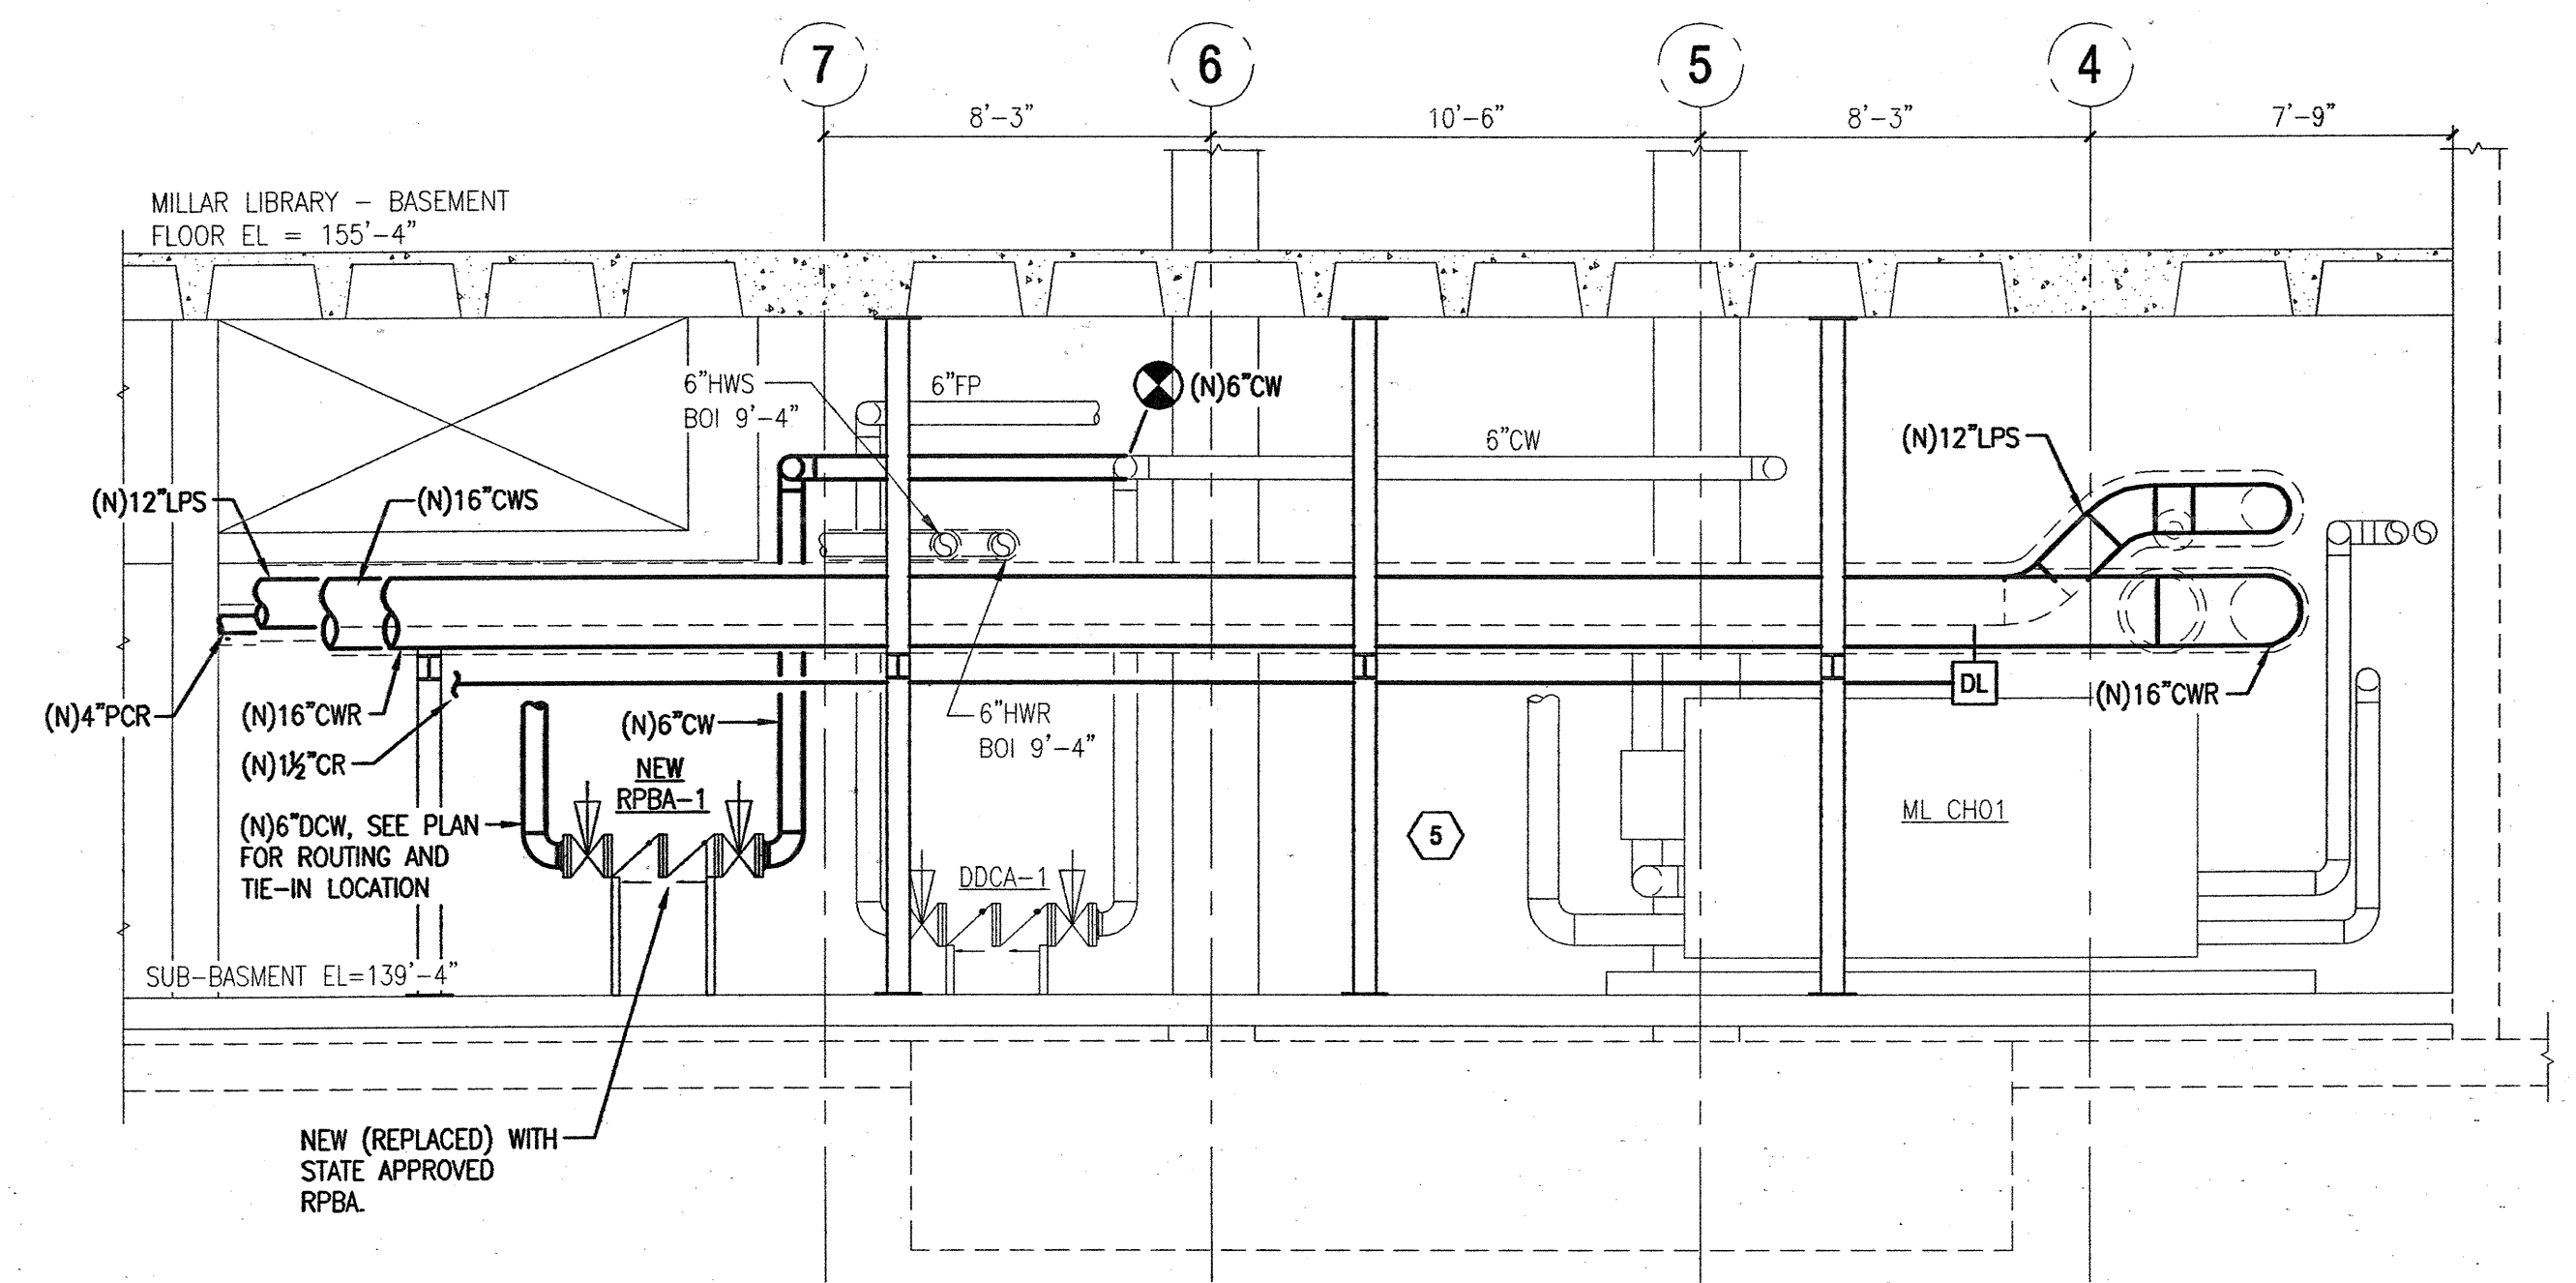 7
6
5
4
8'-3"
10'-6"
8'-3"
7'-9"
MILLAR LIBRARY - BASEMENT
FLOOR EL = 155'-4"
6"HWS
BOI 9'-4"
6"FP
(N)6"CW
6"CW
(N)12"LPS
(N)12"LPS
(N)16"CWS
(N)4"PCR
(N)16"CWR
(N)1½"CR
(N)6"CW
NEW
RPBA-1
6"HWR
BOI 9'-4"
DL
(N)16"CWR
(N)6"DCW, SEE PLAN
FOR ROUTING AND
TIE-IN LOCATION
DDCA-1
5
ML CH01
SUB-BASMENT EL=139'-4"
NEW (REPLACED) WITH
STATE APPROVED
RPBA.